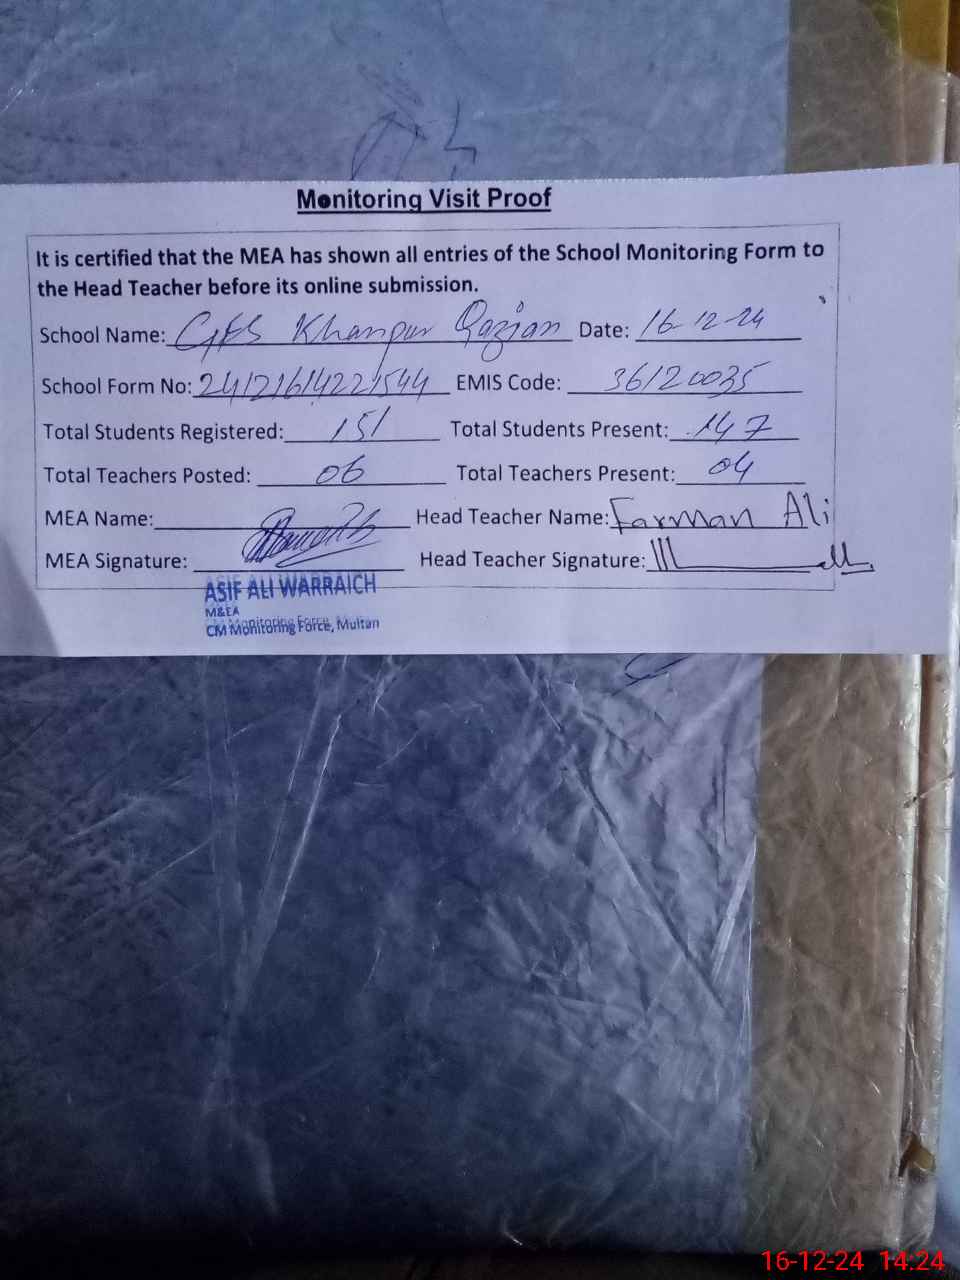 Monitoring Visit Proof
It is certified that the MEA has shown all entries of the School Monitoring Form to
the Head Teacher before its online submission.
School Name: GES Khanpur Qazian Date: 16-12-24
School Form No: 24121614221544 EMIS Code: 36120035
Total Students Registered: 151 Total Students Present: 147
Total Teachers Posted: 06 Total Teachers Present: 04
MEA Name: Head Teacher Name: Farman Ali
MEA Signature: Head Teacher Signature:
ASIF ALI WARRAICH
M&EA
CM Monitoring Force, Multan
16-12-24 14:24